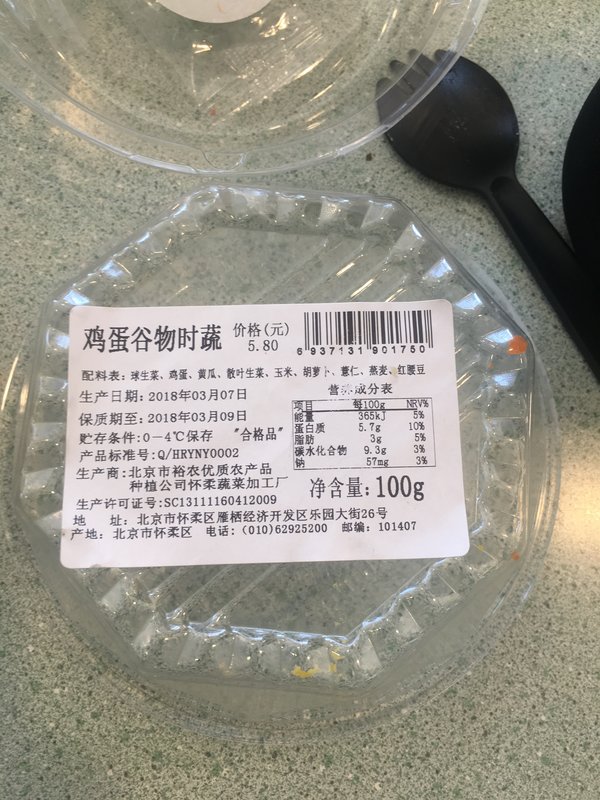 鸡蛋谷物时蔬 价格(元) 5.80
6 937131 901750
配料表：球生菜、鸡蛋、黄瓜、散叶生菜、玉米、胡萝卜、薏仁、燕麦、红腰豆
生产日期：2018年03月07日
保质期至：2018年03月09日
贮存条件：0-4℃保存 "合格品"
产品标准号：Q/HRYNY0002
生产商：北京市裕农优质农产品
种植公司怀柔蔬菜加工厂
生产许可证号：SC13111160412009
地 址：北京市怀柔区雁栖经济开发区乐园大街26号
产地：北京市怀柔区 电话：(010)62925200 邮编：101407
营养成分表
项目 每100g NRV%
能量 365kJ 5%
蛋白质 5.7g 10%
脂肪 3g 5%
碳水化合物 9.3g 3%
钠 57mg 3%
净含量：100g